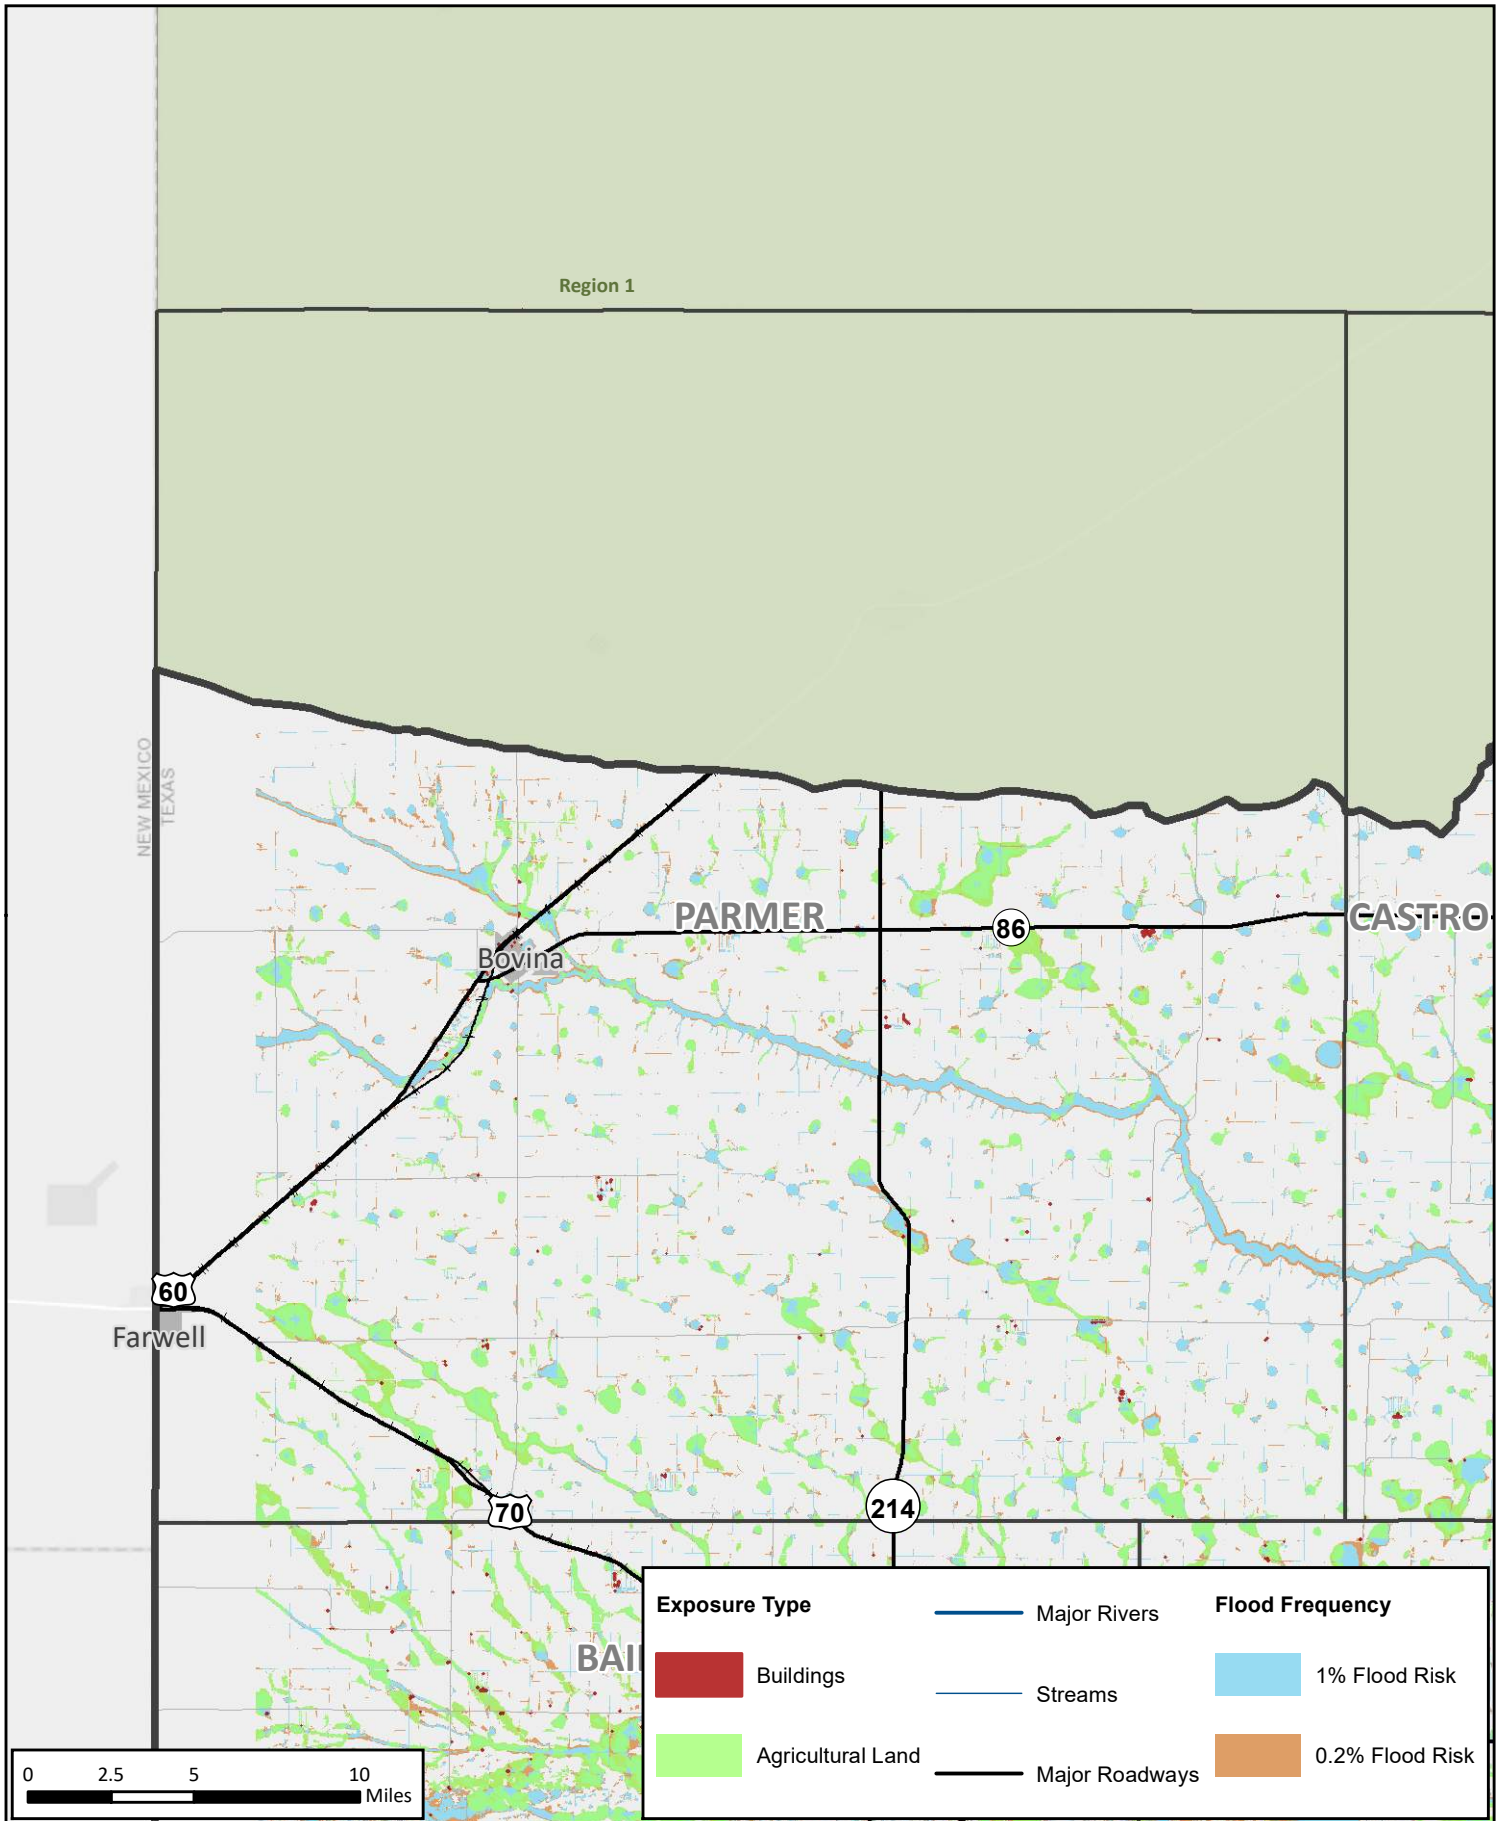 Region 1
NEW MEXICO
TEXAS
PARMER
86
CASTRO
Bovina
60
Farwell
70
214
BAI
Exposure Type
Buildings
Agricultural Land
Major Rivers
Streams
Major Roadways
Flood Frequency
1% Flood Risk
0.2% Flood Risk
0 2.5 5 10
Miles